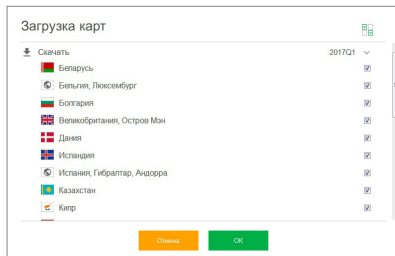 Загрузка карт
Скачать 2017Q1
Беларусь
Бельгия, Люксембург
Болгария
Великобритания, Остров Мэн
Дания
Исландия
Испания, Гибралтар, Андорра
Казахстан
Кипр
Отмена OK